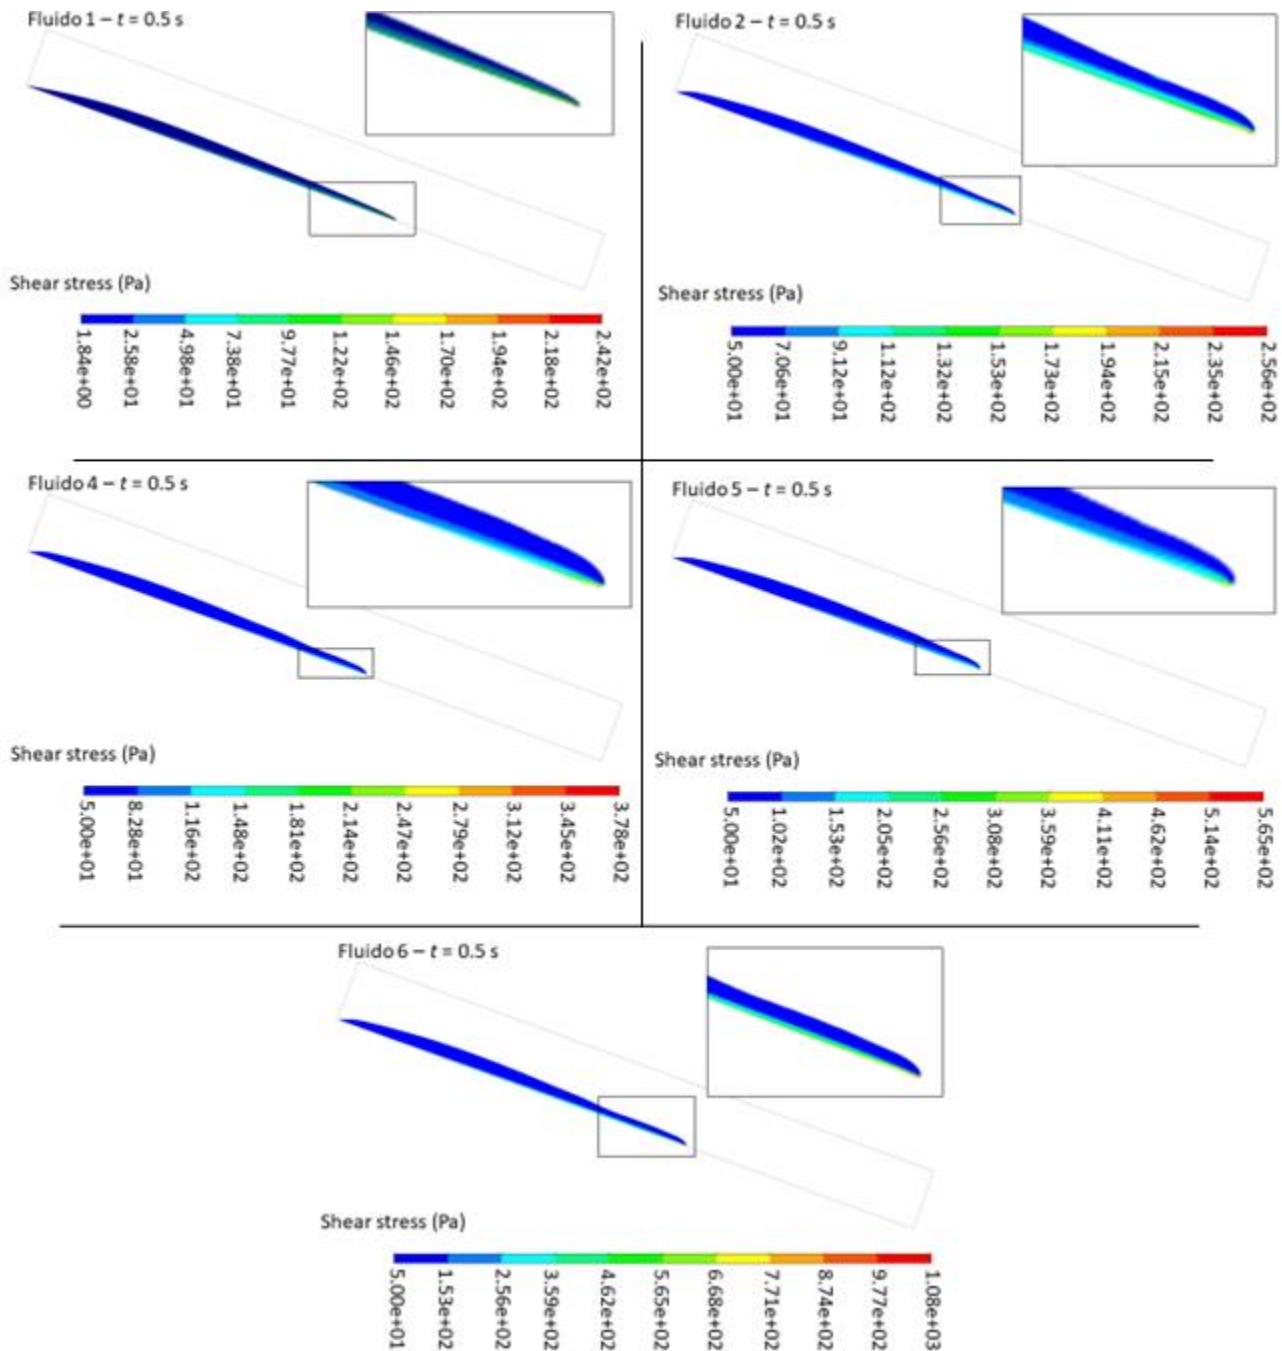 Fluido 1 – t = 0.5 s
Shear stress (Pa)
1.84e+00
2.58e+01
4.98e+01
7.38e+01
9.77e+01
1.22e+02
1.46e+02
1.70e+02
1.94e+02
2.18e+02
2.42e+02
Fluido 2 – t = 0.5 s
Shear stress (Pa)
5.00e+01
7.06e+01
9.12e+01
1.12e+02
1.32e+02
1.53e+02
1.73e+02
1.94e+02
2.15e+02
2.35e+02
2.56e+02
Fluido 4 – t = 0.5 s
Shear stress (Pa)
5.00e+01
8.28e+01
1.16e+02
1.48e+02
1.81e+02
2.14e+02
2.47e+02
2.79e+02
3.12e+02
3.45e+02
3.78e+02
Fluido 5 – t = 0.5 s
Shear stress (Pa)
5.00e+01
1.02e+02
1.53e+02
2.05e+02
2.56e+02
3.08e+02
3.59e+02
4.11e+02
4.62e+02
5.14e+02
5.65e+02
Fluido 6 – t = 0.5 s
Shear stress (Pa)
5.00e+01
1.53e+02
2.56e+02
3.59e+02
4.62e+02
5.65e+02
6.68e+02
7.71e+02
8.74e+02
9.77e+02
1.08e+03